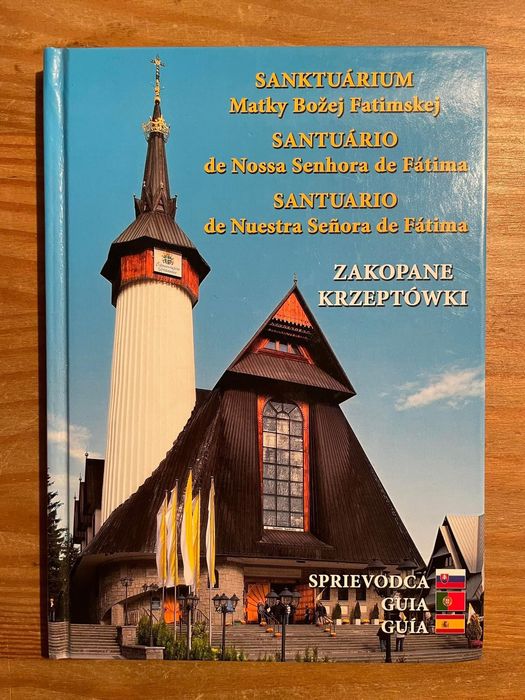 SANKTUÁRIUM
Matky Božej Fatimskej
SANTUÁRIO
de Nossa Senhora de Fátima
SANTUARIO
de Nuestra Señora de Fátima
ZAKOPANE
KRZEPTÓWKI
SPRIEVODCA
GUIA
GUÍA